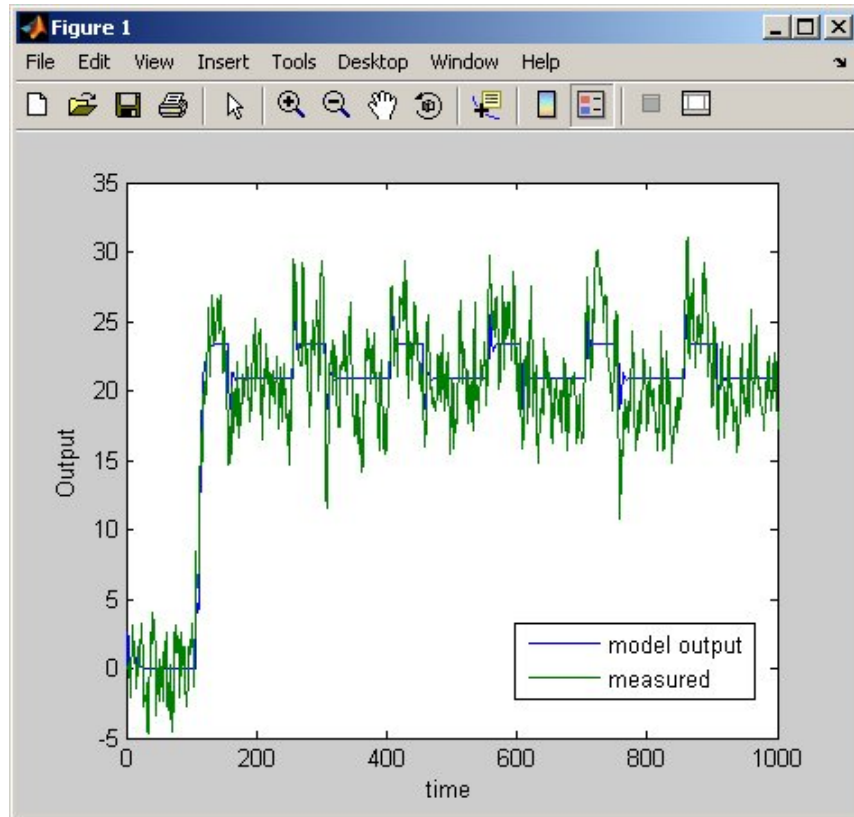 Figure 1
File Edit View Insert Tools Desktop Window Help
35
30
25
20
15
10
5
0
-5
Output
0 200 400 600 800 1000
time
model output
measured